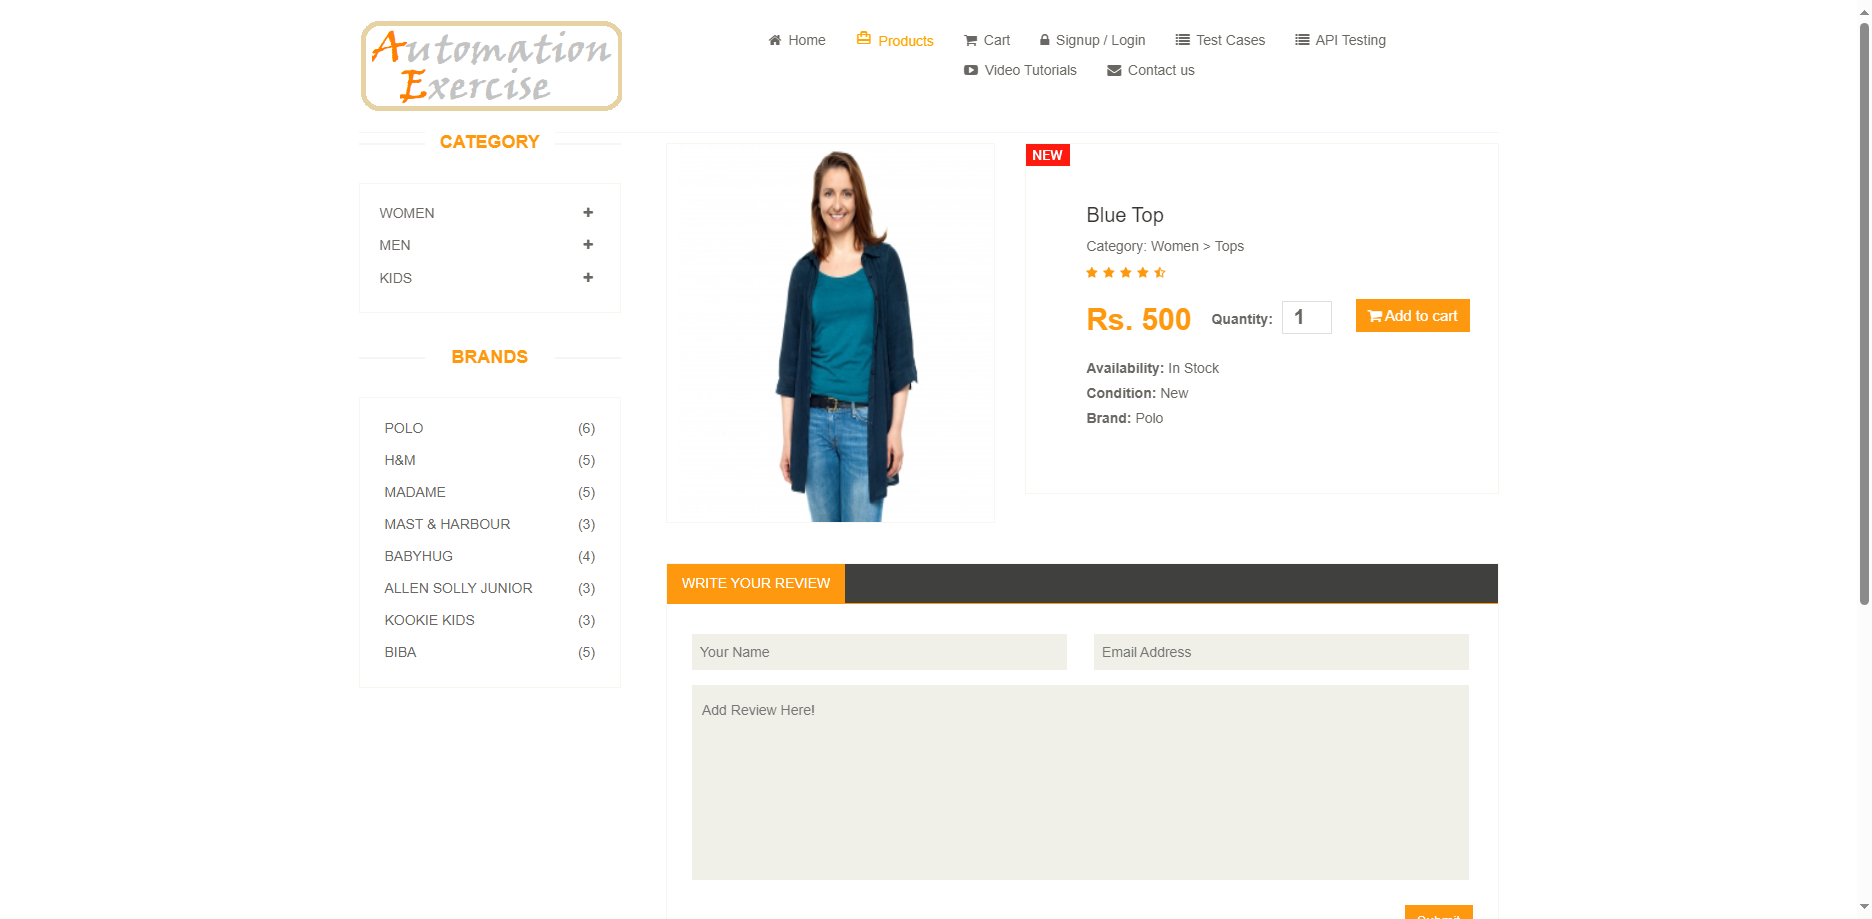 Automation
Exercise
Home
Products
Cart
Signup / Login
Test Cases
API Testing
Video Tutorials
Contact us
CATEGORY
WOMEN
MEN
KIDS
BRANDS
POLO (6)
H&M (5)
MADAME (5)
MAST & HARBOUR (3)
BABYHUG (4)
ALLEN SOLLY JUNIOR (3)
KOOKIE KIDS (3)
BIBA (5)
NEW
Blue Top
Category: Women > Tops
Rs. 500 Quantity: 1 Add to cart
Availability: In Stock
Condition: New
Brand: Polo
WRITE YOUR REVIEW
Your Name
Email Address
Add Review Here!
Submit